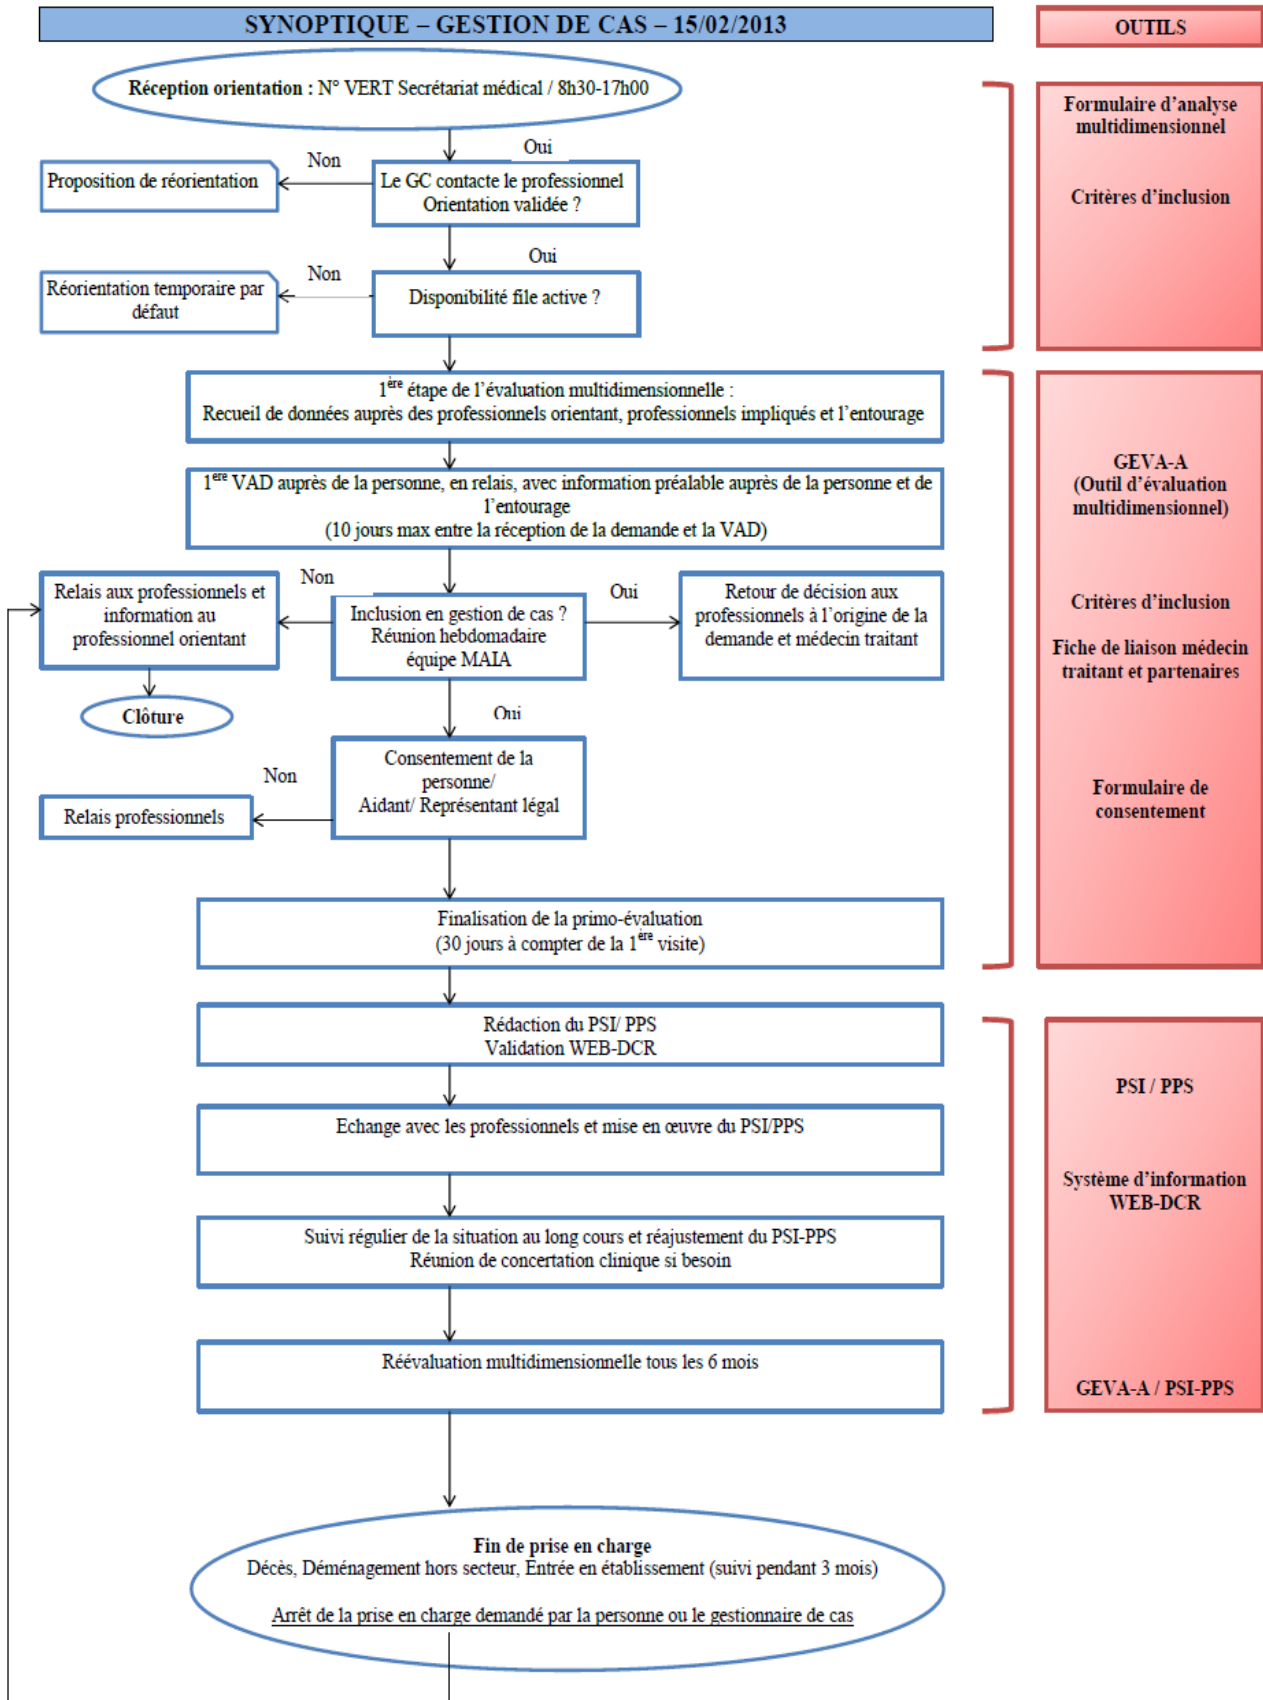 SYNOPTIQUE – GESTION DE CAS – 15/02/2013
OUTILS
Réception orientation : N° VERT Secrétariat médical / 8h30-17h00
Formulaire d'analyse
multidimensionnel
Critères d'inclusion
Oui
Non
Proposition de réorientation
Le GC contacte le professionnel
Orientation validée ?
Oui
Non
Réorientation temporaire par
défaut
Disponibilité file active ?
1ère étape de l'évaluation multidimensionnelle :
Recueil de données auprès des professionnels orientant, professionnels impliqués et l'entourage
1ere VAD auprès de la personne, en relais, avec information préalable auprès de la personne et de
l'entourage
(10 jours max entre la réception de la demande et la VAD)
GEVA-A
(Outil d'évaluation
multidimensionnel)
Non
Oui
Relais aux professionnels et
information au
professionnel orientant
Inclusion en gestion de cas ?
Réunion hebdomadaire
équipe MAIA
Retour de décision aux
professionnels à l'origine de la
demande et médecin traitant
Critères d'inclusion
Fiche de liaison médecin
traitant et partenaires
Clôture
Oui
Non
Consentement de la
personne/
Aidant/ Représentant légal
Relais professionnels
Formulaire de
consentement
Finalisation de la primo-évaluation
(30 jours à compter de la 1ère visite)
Rédaction du PSI/ PPS
Validation WEB-DCR
PSI / PPS
Echange avec les professionnels et mise en œuvre du PSI/PPS
Système d'information
WEB-DCR
Suivi régulier de la situation au long cours et réajustement du PSI-PPS
Réunion de concertation clinique si besoin
Réévaluation multidimensionnelle tous les 6 mois
GEVA-A / PSI-PPS
Fin de prise en charge
Décès, Déménagement hors secteur, Entrée en établissement (suivi pendant 3 mois)
Arrêt de la prise en charge demandé par la personne ou le gestionnaire de cas